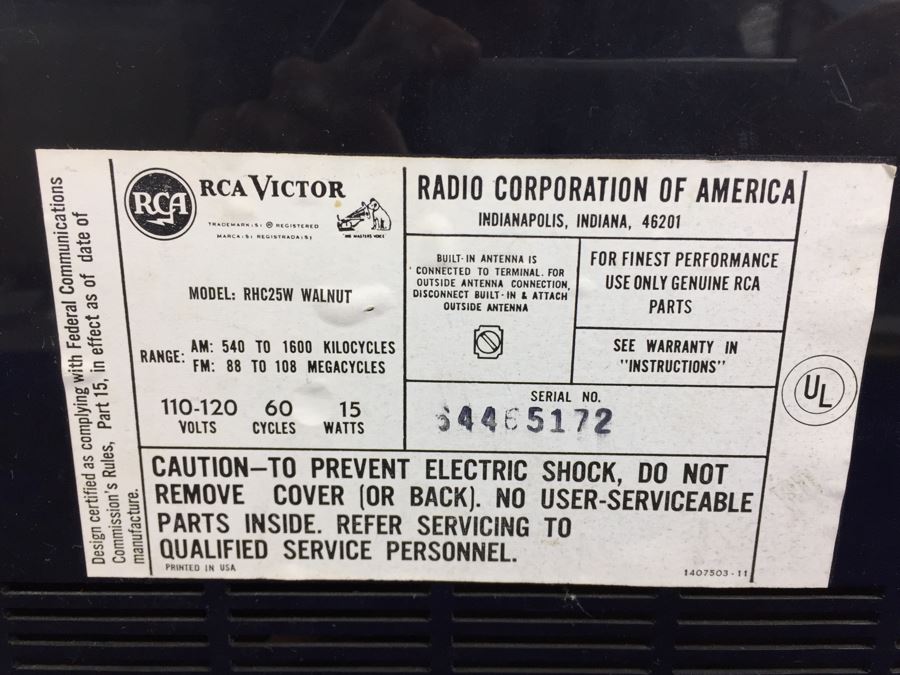 Design certified as complying with Federal Communications
Commission's Rules, Part 15, in effect as of date of
manufacture.
RCA
RCA VICTOR
TRADEMARK(S) ® REGISTERED
MARCA(S) REGISTRADA(S)
"HIS MASTER'S VOICE"
MODEL: RHC25W WALNUT
RANGE: AM: 540 TO 1600 KILOCYCLES
FM: 88 TO 108 MEGACYCLES
110-120 60 15
VOLTS CYCLES WATTS
RADIO CORPORATION OF AMERICA
INDIANAPOLIS, INDIANA, 46201
BUILT-IN ANTENNA IS
CONNECTED TO TERMINAL. FOR
OUTSIDE ANTENNA CONNECTION,
DISCONNECT BUILT-IN & ATTACH
OUTSIDE ANTENNA
FOR FINEST PERFORMANCE
USE ONLY GENUINE RCA
PARTS
SEE WARRANTY IN
"INSTRUCTIONS"
SERIAL NO.
UL
CAUTION—TO PREVENT ELECTRIC SHOCK, DO NOT
REMOVE COVER (OR BACK). NO USER-SERVICEABLE
PARTS INSIDE. REFER SERVICING TO
QUALIFIED SERVICE PERSONNEL.
PRINTED IN USA
1407503-11